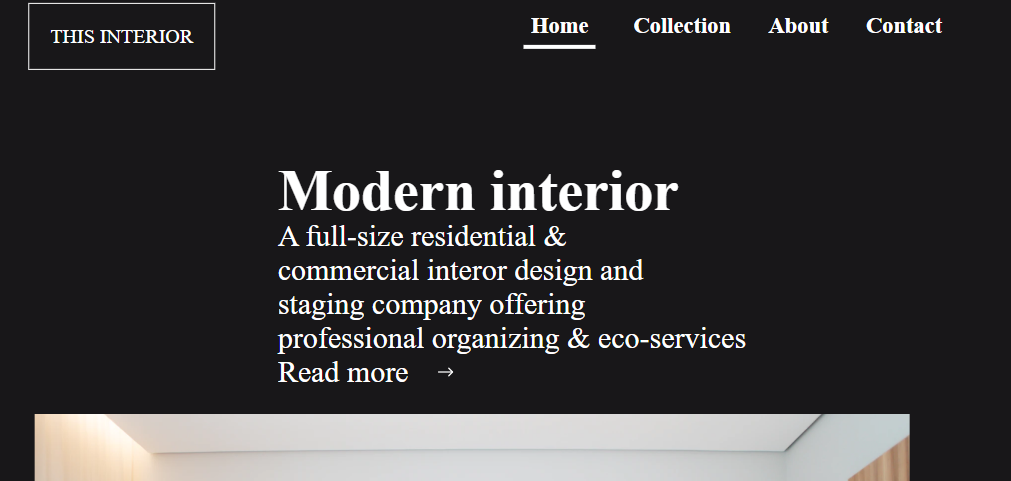 THIS INTERIOR
Home Collection About Contact
Modern interior
A full-size residential &
commercial interor design and
staging company offering
professional organizing & eco-services
Read more →